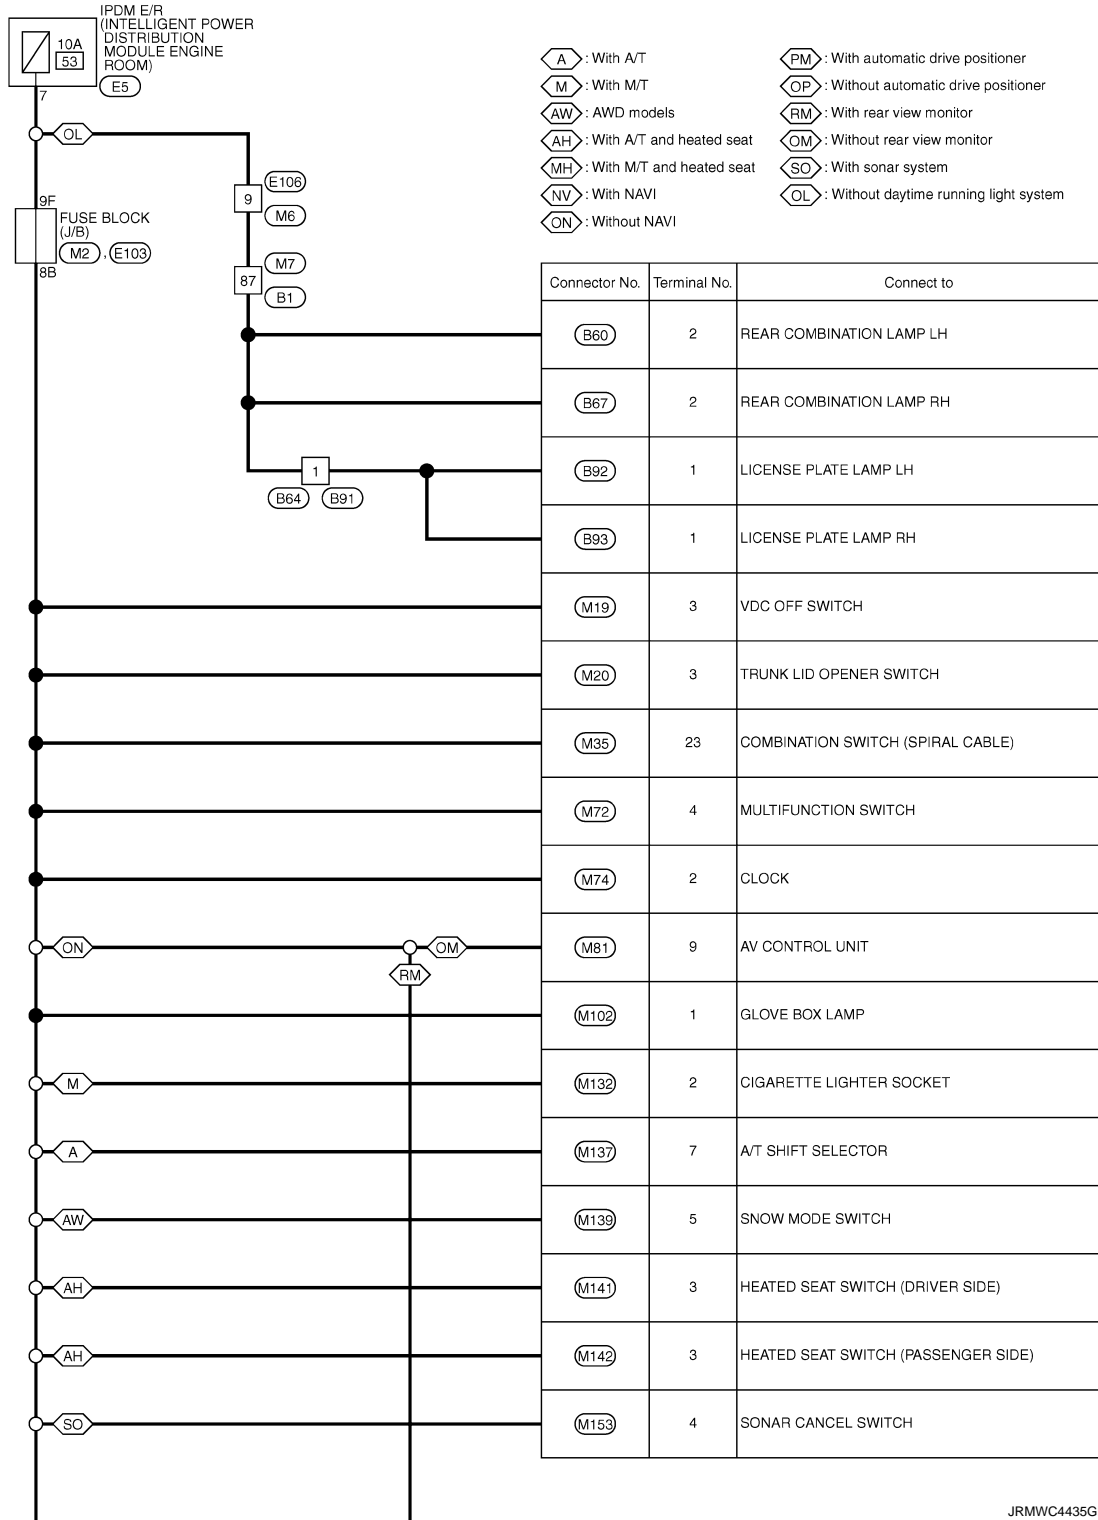 IPDM E/R
(INTELLIGENT POWER
DISTRIBUTION
MODULE ENGINE
ROOM)
10A
53
E5
7
OL
9F
FUSE BLOCK
(J/B)
M2 , E103
8B
9
E106
M6
M7
87
B1
1
B64 B91
A : With A/T
M : With M/T
AW : AWD models
AH : With A/T and heated seat
MH : With M/T and heated seat
NV : With NAVI
ON : Without NAVI
PM : With automatic drive positioner
OP : Without automatic drive positioner
RM : With rear view monitor
OM : Without rear view monitor
SO : With sonar system
OL : Without daytime running light system
Connector No. Terminal No. Connect to
B60 2 REAR COMBINATION LAMP LH
B67 2 REAR COMBINATION LAMP RH
B92 1 LICENSE PLATE LAMP LH
B93 1 LICENSE PLATE LAMP RH
M19 3 VDC OFF SWITCH
M20 3 TRUNK LID OPENER SWITCH
M35 23 COMBINATION SWITCH (SPIRAL CABLE)
M72 4 MULTIFUNCTION SWITCH
M74 2 CLOCK
ON OM M81 9 AV CONTROL UNIT
RM
M102 1 GLOVE BOX LAMP
M M132 2 CIGARETTE LIGHTER SOCKET
A M137 7 A/T SHIFT SELECTOR
AW M139 5 SNOW MODE SWITCH
AH M141 3 HEATED SEAT SWITCH (DRIVER SIDE)
AH M142 3 HEATED SEAT SWITCH (PASSENGER SIDE)
SO M153 4 SONAR CANCEL SWITCH
JRMWC4435G